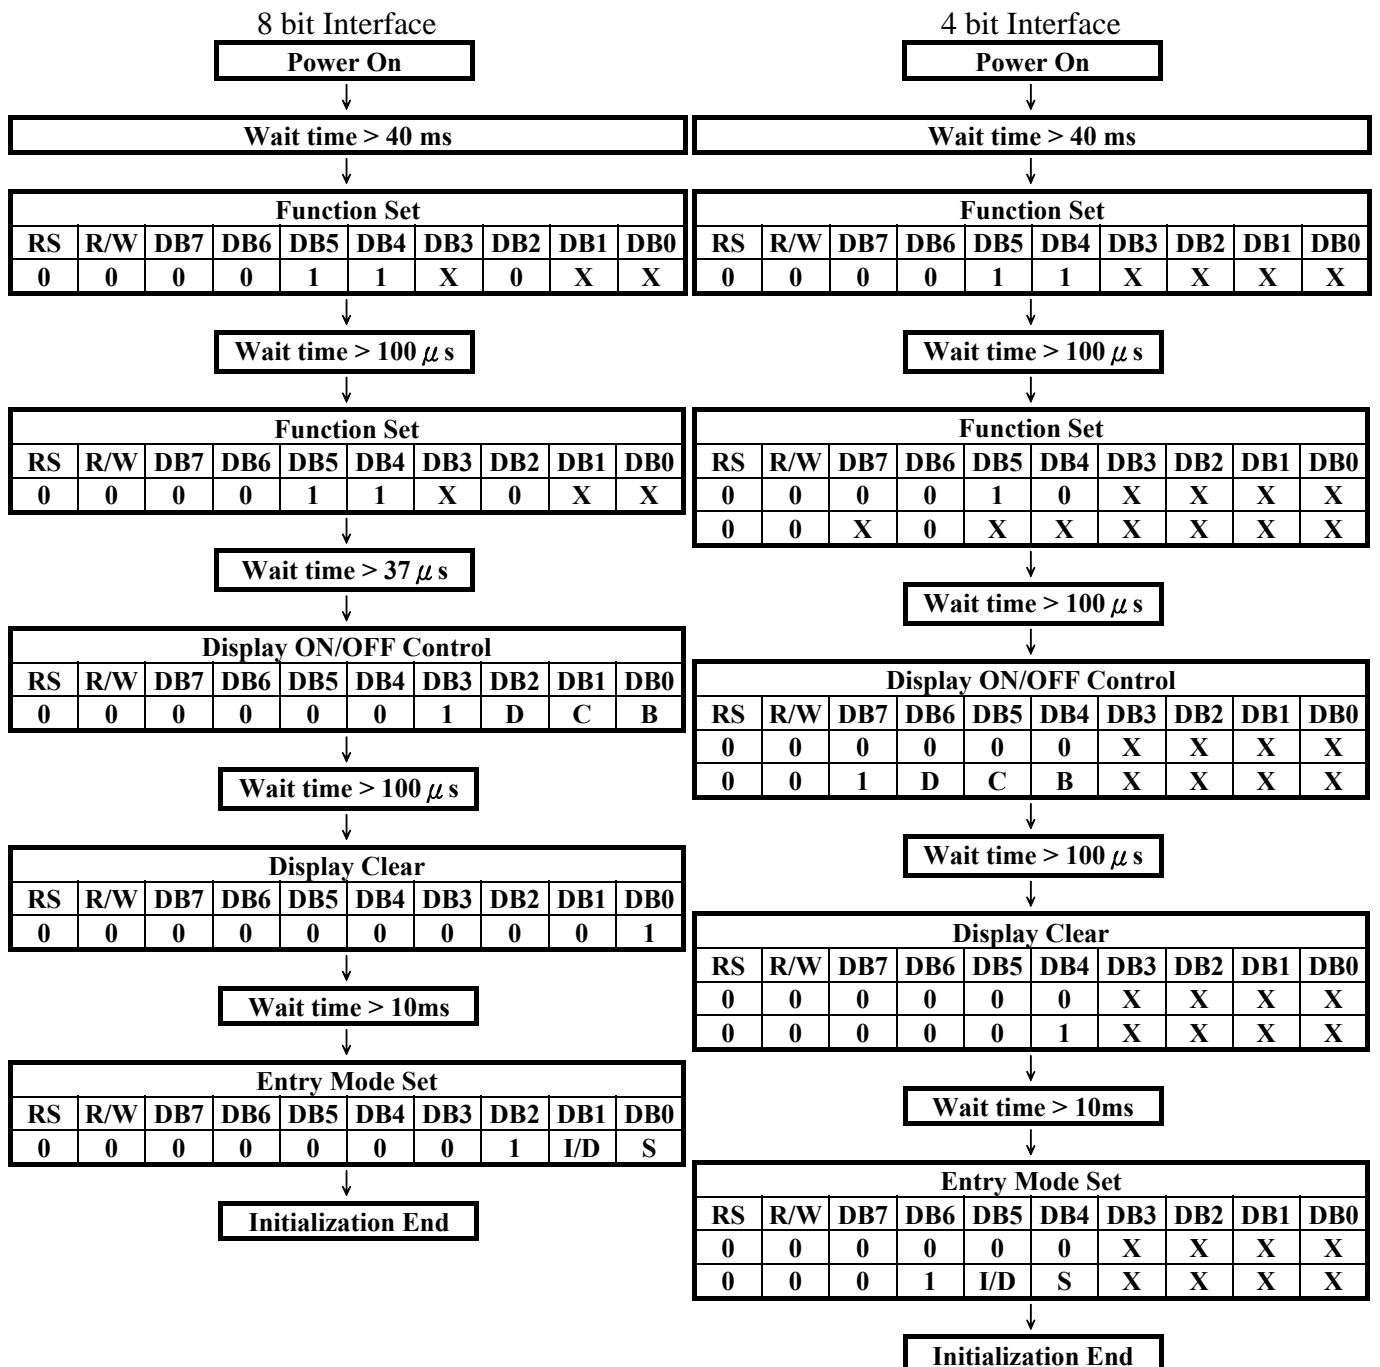 8 bit Interface
Power On
Wait time > 40 ms
Function Set
RS R/W DB7 DB6 DB5 DB4 DB3 DB2 DB1 DB0
0 0 0 0 1 1 X 0 X X
Wait time > 100 μs
Function Set
RS R/W DB7 DB6 DB5 DB4 DB3 DB2 DB1 DB0
0 0 0 0 1 1 X 0 X X
Wait time > 37 μs
Display ON/OFF Control
RS R/W DB7 DB6 DB5 DB4 DB3 DB2 DB1 DB0
0 0 0 0 0 0 1 D C B
Wait time > 100 μs
Display Clear
RS R/W DB7 DB6 DB5 DB4 DB3 DB2 DB1 DB0
0 0 0 0 0 0 0 0 0 1
Wait time > 10ms
Entry Mode Set
RS R/W DB7 DB6 DB5 DB4 DB3 DB2 DB1 DB0
0 0 0 0 0 0 0 1 I/D S
Initialization End
4 bit Interface
Power On
Wait time > 40 ms
Function Set
RS R/W DB7 DB6 DB5 DB4 DB3 DB2 DB1 DB0
0 0 0 0 1 1 X X X X
Wait time > 100 μs
Function Set
RS R/W DB7 DB6 DB5 DB4 DB3 DB2 DB1 DB0
0 0 0 0 1 0 X X X X
0 0 X 0 X X X X X X
Wait time > 100 μs
Display ON/OFF Control
RS R/W DB7 DB6 DB5 DB4 DB3 DB2 DB1 DB0
0 0 0 0 0 0 X X X X
0 0 1 D C B X X X X
Wait time > 100 μs
Display Clear
RS R/W DB7 DB6 DB5 DB4 DB3 DB2 DB1 DB0
0 0 0 0 0 0 X X X X
0 0 0 0 0 1 X X X X
Wait time > 10ms
Entry Mode Set
RS R/W DB7 DB6 DB5 DB4 DB3 DB2 DB1 DB0
0 0 0 0 0 0 X X X X
0 0 0 1 I/D S X X X X
Initialization End